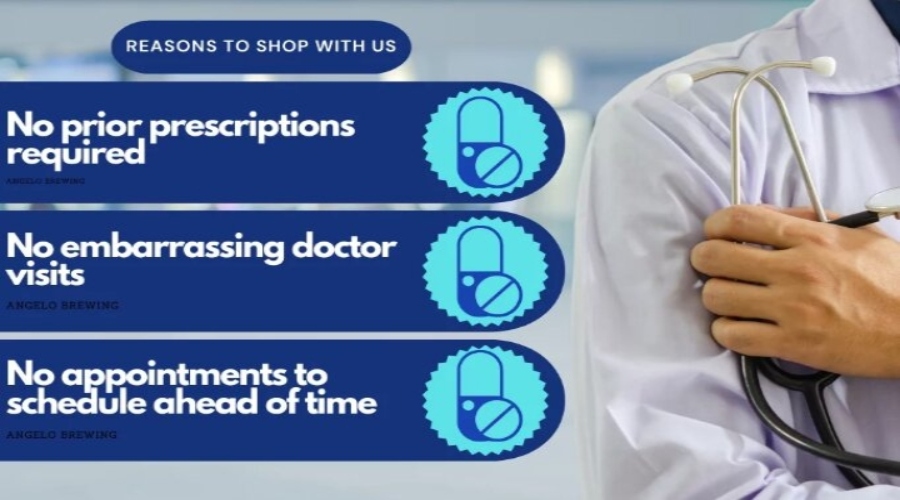 REASONS TO SHOP WITH US
No prior prescriptions
required
ANGELO BREWING
No embarrassing doctor
visits
ANGELO BREWING
No appointments to
schedule ahead of time
ANGELO BREWING